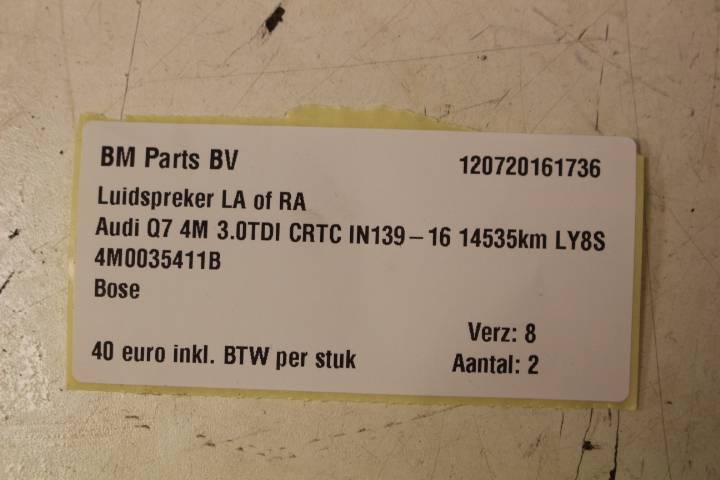 BM Parts BV 120720161736
Luidspreker LA of RA
Audi Q7 4M 3.0TDI CRTC IN139-16 14535km LY8S
4M0035411B
Bose
Verz: 8
40 euro inkl. BTW per stuk Aantal: 2